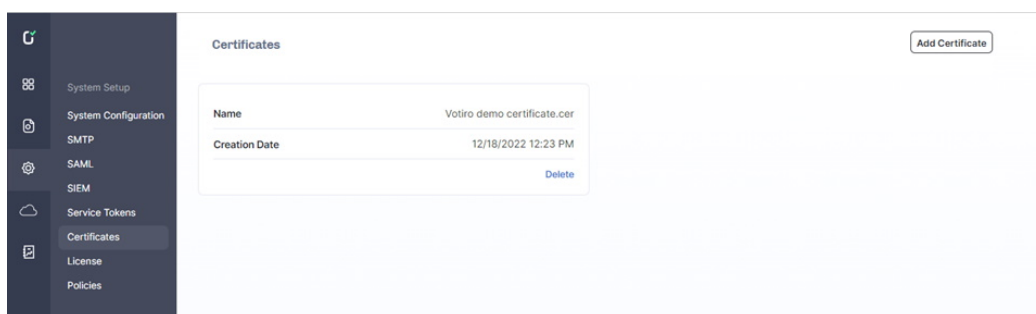 Certificates
Add Certificate
System Setup
System Configuration
SMTP
SAML
SIEM
Service Tokens
Certificates
License
Policies
Name Votiro demo certificate.cer
Creation Date 12/18/2022 12:23 PM
Delete